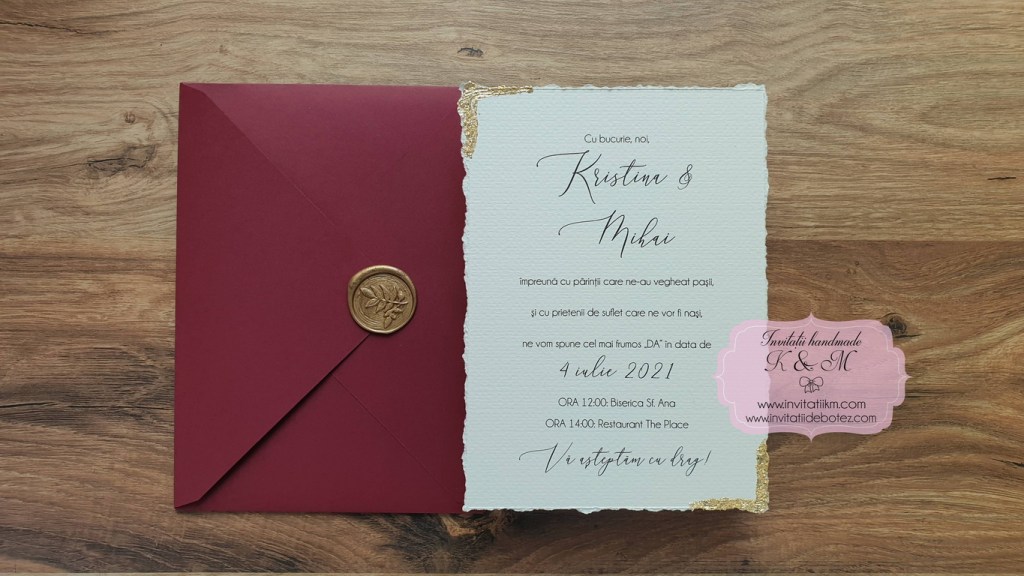 Cu bucurie, noi,
Kristina &
Mihai
împreună cu părinții care ne-au vegheat pașii,
și cu prietenii de suflet care ne vor fi nași,
ne vom spune cel mai frumos „DA” în data de
4 iulie 2021
ORA 12:00: Biserica Sf. Ana
ORA 14:00: Restaurant The Place
Vă așteptăm cu drag!
Invitatii handmade
K & M
www.invitatiikm.com
www.invitatiidebotez.com